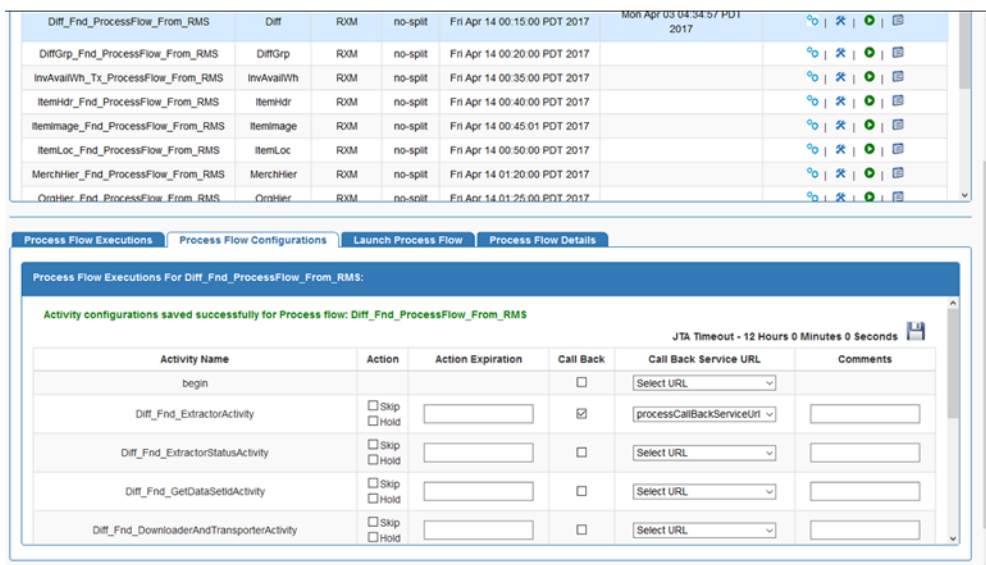 Diff_Fnd_ProcessFlow_From_RMS Diff RXM no-split Fri Apr 14 00:15:00 PDT 2017 Mon Apr 03 04:34:57 PDT 2017 | | |
DiffGrp_Fnd_ProcessFlow_From_RMS DiffGrp RXM no-split Fri Apr 14 00:20:00 PDT 2017 | | |
InvAvailWh_Tx_ProcessFlow_From_RMS InvAvailWh RXM no-split Fri Apr 14 00:35:00 PDT 2017 | | |
ItemHdr_Fnd_ProcessFlow_From_RMS ItemHdr RXM no-split Fri Apr 14 00:40:00 PDT 2017 | | |
ItemImage_Fnd_ProcessFlow_From_RMS ItemImage RXM no-split Fri Apr 14 00:45:01 PDT 2017 | | |
ItemLoc_Fnd_ProcessFlow_From_RMS ItemLoc RXM no-split Fri Apr 14 00:50:00 PDT 2017 | | |
MerchHier_Fnd_ProcessFlow_From_RMS MerchHier RXM no-split Fri Apr 14 01:20:00 PDT 2017 | | |
OrgHier_Fnd_ProcessFlow_From_RMS OrgHier RXM no-split Fri Apr 14 01:25:00 PDT 2017 | | |
Process Flow Executions Process Flow Configurations Launch Process Flow Process Flow Details
Process Flow Executions For Diff_Fnd_ProcessFlow_From_RMS:
Activity configurations saved successfully for Process flow: Diff_Fnd_ProcessFlow_From_RMS
JTA Timeout - 12 Hours 0 Minutes 0 Seconds
Activity Name Action Action Expiration Call Back Call Back Service URL Comments
begin Select URL
Diff_Fnd_ExtractorActivity Skip Hold processCallBackServiceUrl
Diff_Fnd_ExtractorStatusActivity Skip Hold Select URL
Diff_Fnd_GetDataSetIdActivity Skip Hold Select URL
Diff_Fnd_DownloaderAndTransporterActivity Skip Hold Select URL